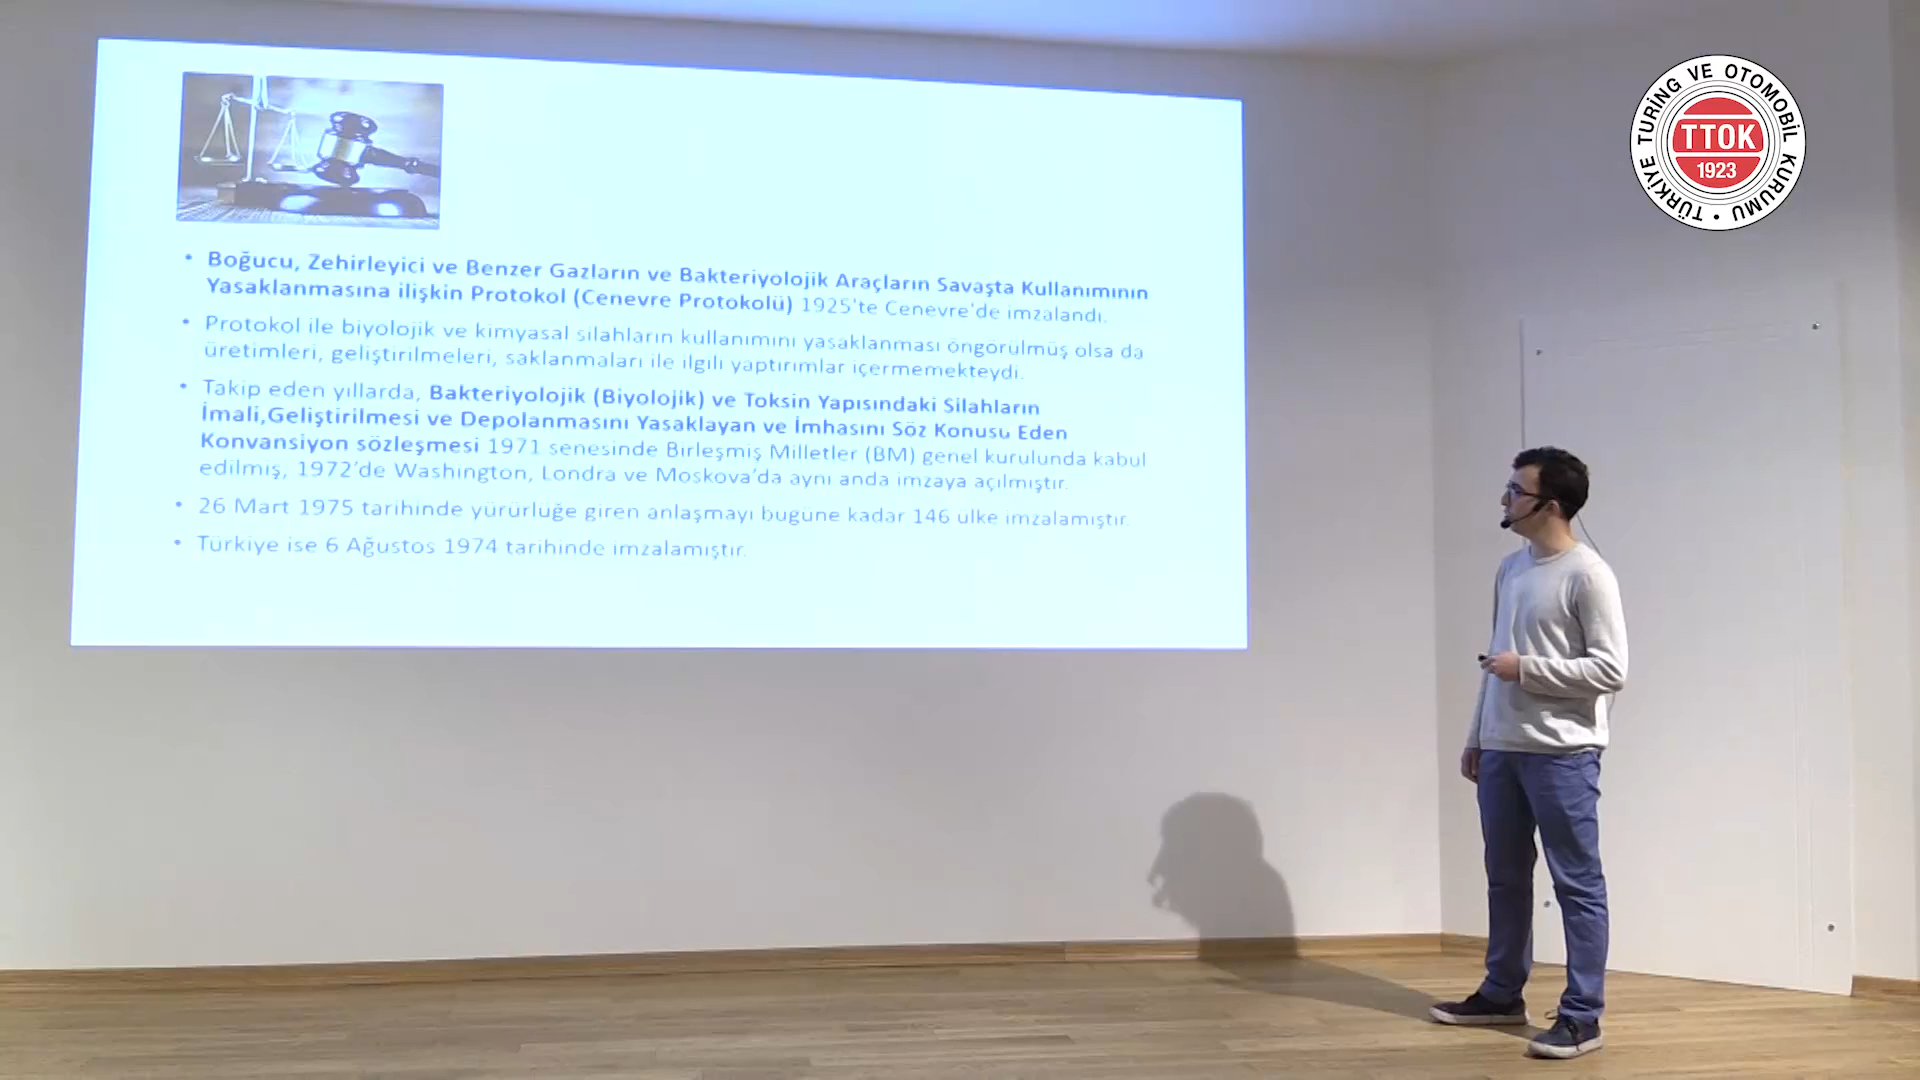 • Boğucu, Zehirleyici ve Benzer Gazların ve Bakteriyolojik Araçların Savaşta Kullanımının
Yasaklanmasına ilişkin Protokol (Cenevre Protokolü) 1925'te Cenevre'de imzalandı.
• Protokol ile biyolojik ve kimyasal silahların kullanımını yasaklanması öngörülmüş olsa da
üretimleri, geliştirilmeleri, saklanmaları ile ilgili yaptırımlar içermemekteydi.
• Takip eden yıllarda, Bakteriyolojik (Biyolojik) ve Toksin Yapısındaki Silahların
İmali,Geliştirilmesi ve Depolanmasını Yasaklayan ve İmhasını Söz Konusu Eden
Konvansiyon sözleşmesi 1971 senesinde Birleşmiş Milletler (BM) genel kurulunda kabul
edilmiş, 1972’de Washington, Londra ve Moskova’da aynı anda imzaya açılmıştır.
• 26 Mart 1975 tarihinde yürürlüğe giren anlaşmayı bugüne kadar 146 ülke imzalamıştır.
• Türkiye ise 6 Ağustos 1974 tarihinde imzalamıştır.
TÜRKİYE TURİNG VE OTOMOBİL KURUMU •
TTOK
1923